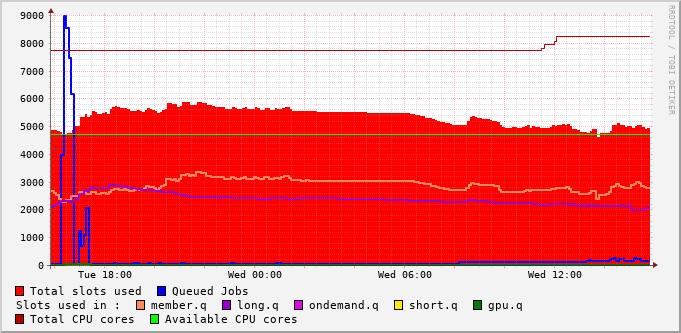 RRDTOOL / TOBI OETIKER
9000
8000
7000
6000
5000
4000
3000
2000
1000
0
Tue 18:00 Wed 00:00 Wed 06:00 Wed 12:00
Total slots used Queued Jobs
Slots used in : member.q long.q ondemand.q short.q gpu.q
Total CPU cores Available CPU cores